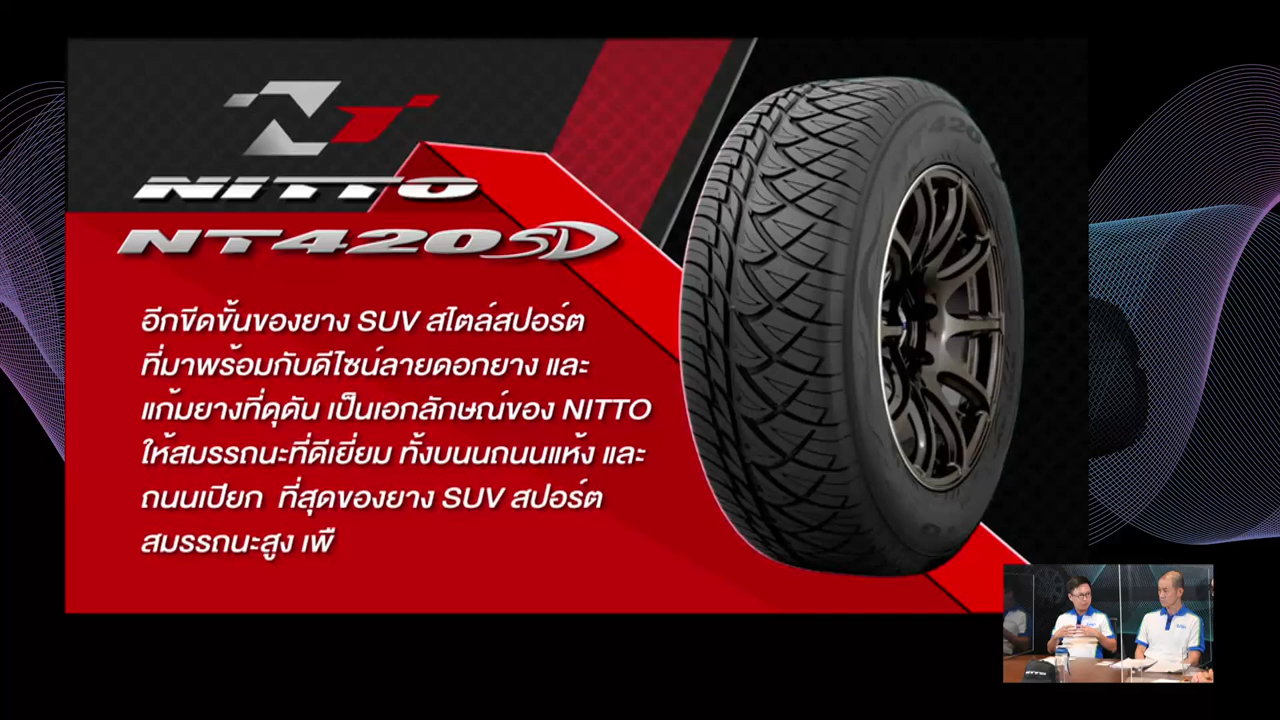 NITTO
NT420SD
อีกขีดขั้นของยาง SUV สไตล์สปอร์ต
ที่มาพร้อมกับดีไซน์ลายดอกยาง และ
แก้มยางที่ดุดัน เป็นเอกลักษณ์ของ NITTO
ให้สมรรถนะที่ดีเยี่ยม ทั้งบนนถนนแห้ง และ
ถนนเปียก ที่สุดของยาง SUV สปอร์ต
สมรรถนะสูง เพื
NITTO